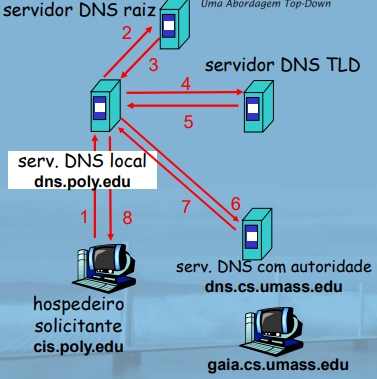 Uma Abordagem Top-Down
servidor DNS raiz
2
3
servidor DNS TLD
4
5
serv. DNS local
dns.poly.edu
6
7
1
8
serv. DNS com autoridade
dns.cs.umass.edu
hospedeiro
solicitante
cis.poly.edu
gaia.cs.umass.edu